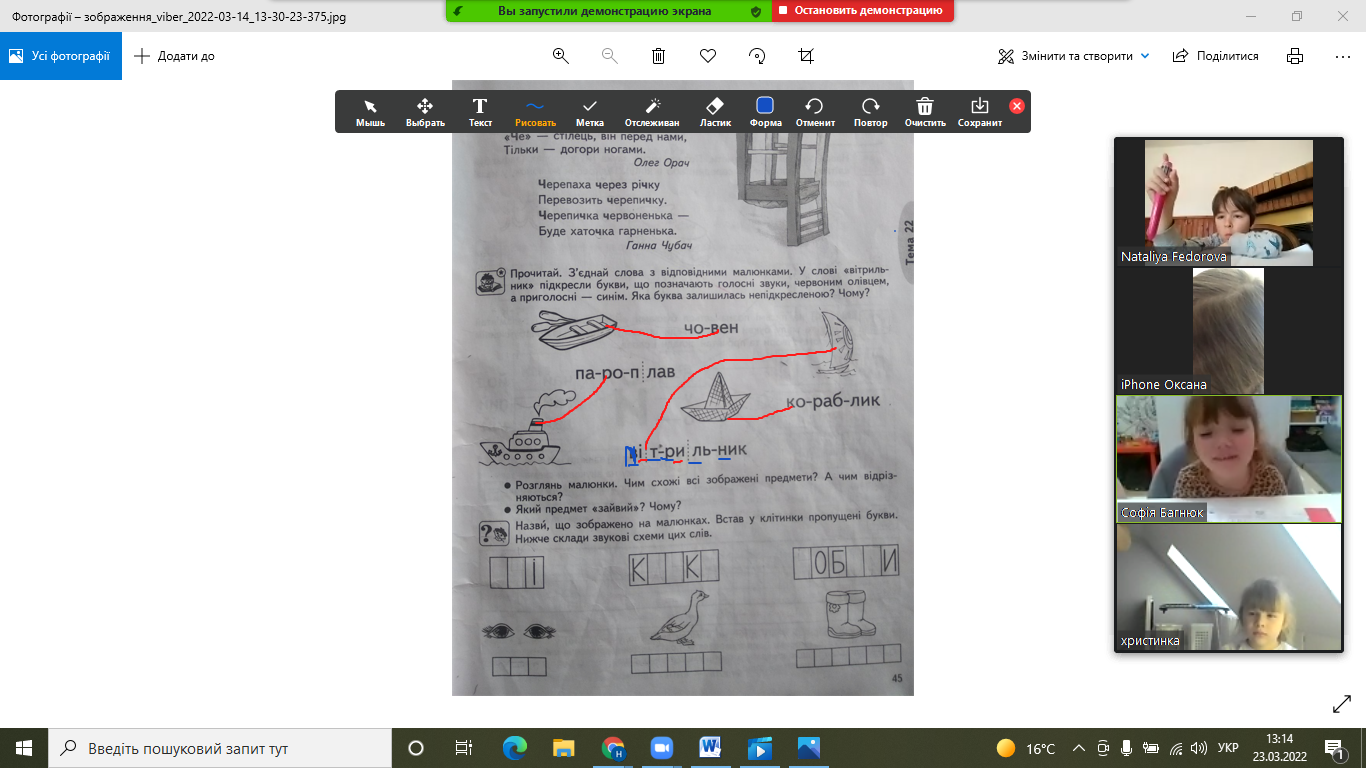 Фотографії – зображення_viber_2022-03-14_13-30-23-375.jpg
Вы запустили демонстрацию экрана
Остановить демонстрацию
Усі фотографії
Додати до
Змінити та створити
Поділитися
Мышь
Выбрать
Текст
Рисовать
Метка
Отслеживан
Ластик
Форма
Отменит
Повтор
Очистить
Сохранит
«Че» — стілець, він перед нами,
Тільки — догори ногами.
Олег Орач
Черепаха через річку
Перевозить черепичку.
Черепичка червоненька —
Буде хаточка гарненька.
Ганна Чубач
Тема 22
Прочитай. З’єднай слова з відповідними малюнками. У слові «вітриль-
ник» підкресли букви, що позначають голосні звуки, червоним олівцем,
а приголосні — синім. Яка буква залишилась непідкресленою? Чому?
чо-вен
па-ро-п лав
ко-раб-лик
ві т-ри ль-ник
● Розглянь малюнки. Чим схожі всі зображені предмети? А чим відріз-
няються?
● Який предмет «зайвий»? Чому?
Назви, що зображено на малюнках. Встав у клітинки пропущені букви.
Нижче склади звукові схеми цих слів.
і
К К
ОБ И
45
Nataliya Fedorova
iPhone Оксана
Софія Багнюк
христинка
Введіть пошуковий запит тут
16°C
УКР
13:14
23.03.2022
1